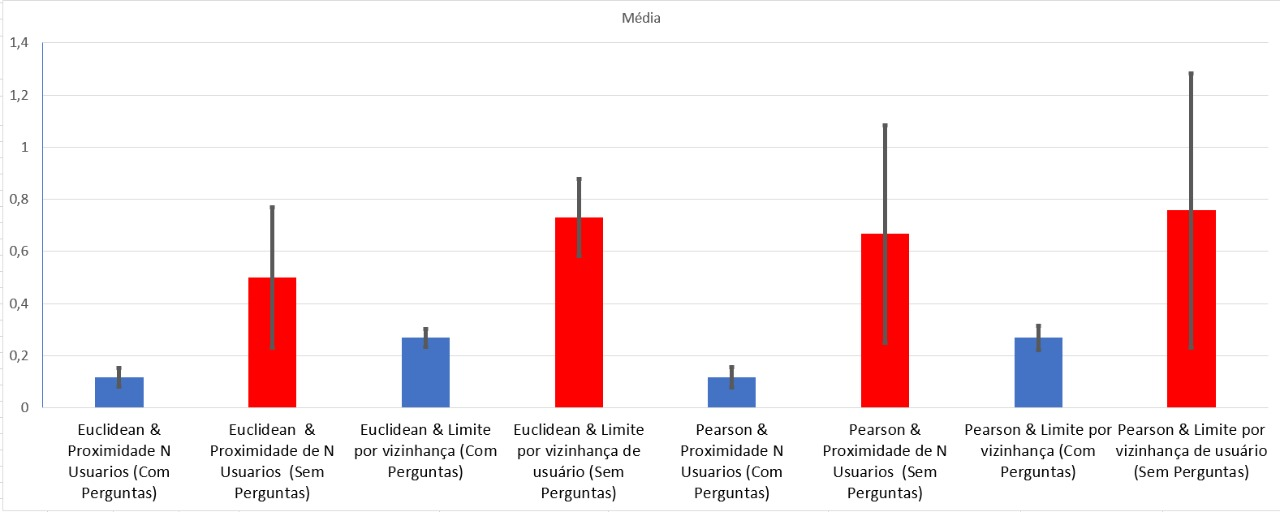 Média
1,4
1,2
1
0,8
0,6
0,4
0,2
0
Euclidean &
Proximidade N
Usuarios (Com
Perguntas)
Euclidean &
Proximidade de N
Usuarios (Sem
Perguntas)
Euclidean & Limite
por vizinhança (Com
Perguntas)
Euclidean & Limite
por vizinhança de
usuário (Sem
Perguntas)
Pearson &
Proximidade N
Usuarios (Com
Perguntas)
Pearson &
Proximidade de N
Usuarios (Sem
Perguntas)
Pearson & Limite por
vizinhança (Com
Perguntas)
Pearson & Limite por
vizinhança de usuário
(Sem Perguntas)